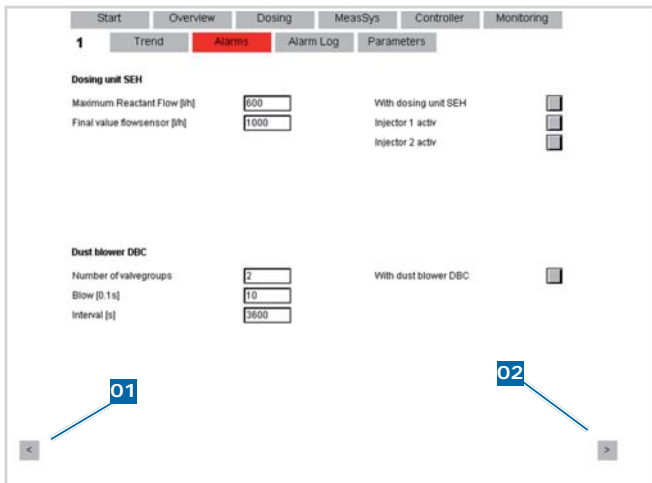 Start Overview Dosing MeasSys Controller Monitoring
1 Trend Alarms Alarm Log Parameters
Dosing unit SEH
Maximum Reactant Flow [l/h] 600 With dosing unit SEH
Final value flowsensor [l/h] 1000 Injector 1 activ
Injector 2 activ
Dust blower DBC
Number of valvegroups 2 With dust blower DBC
Blow [0.1s] 10
Interval [s] 3600
01 02
< >